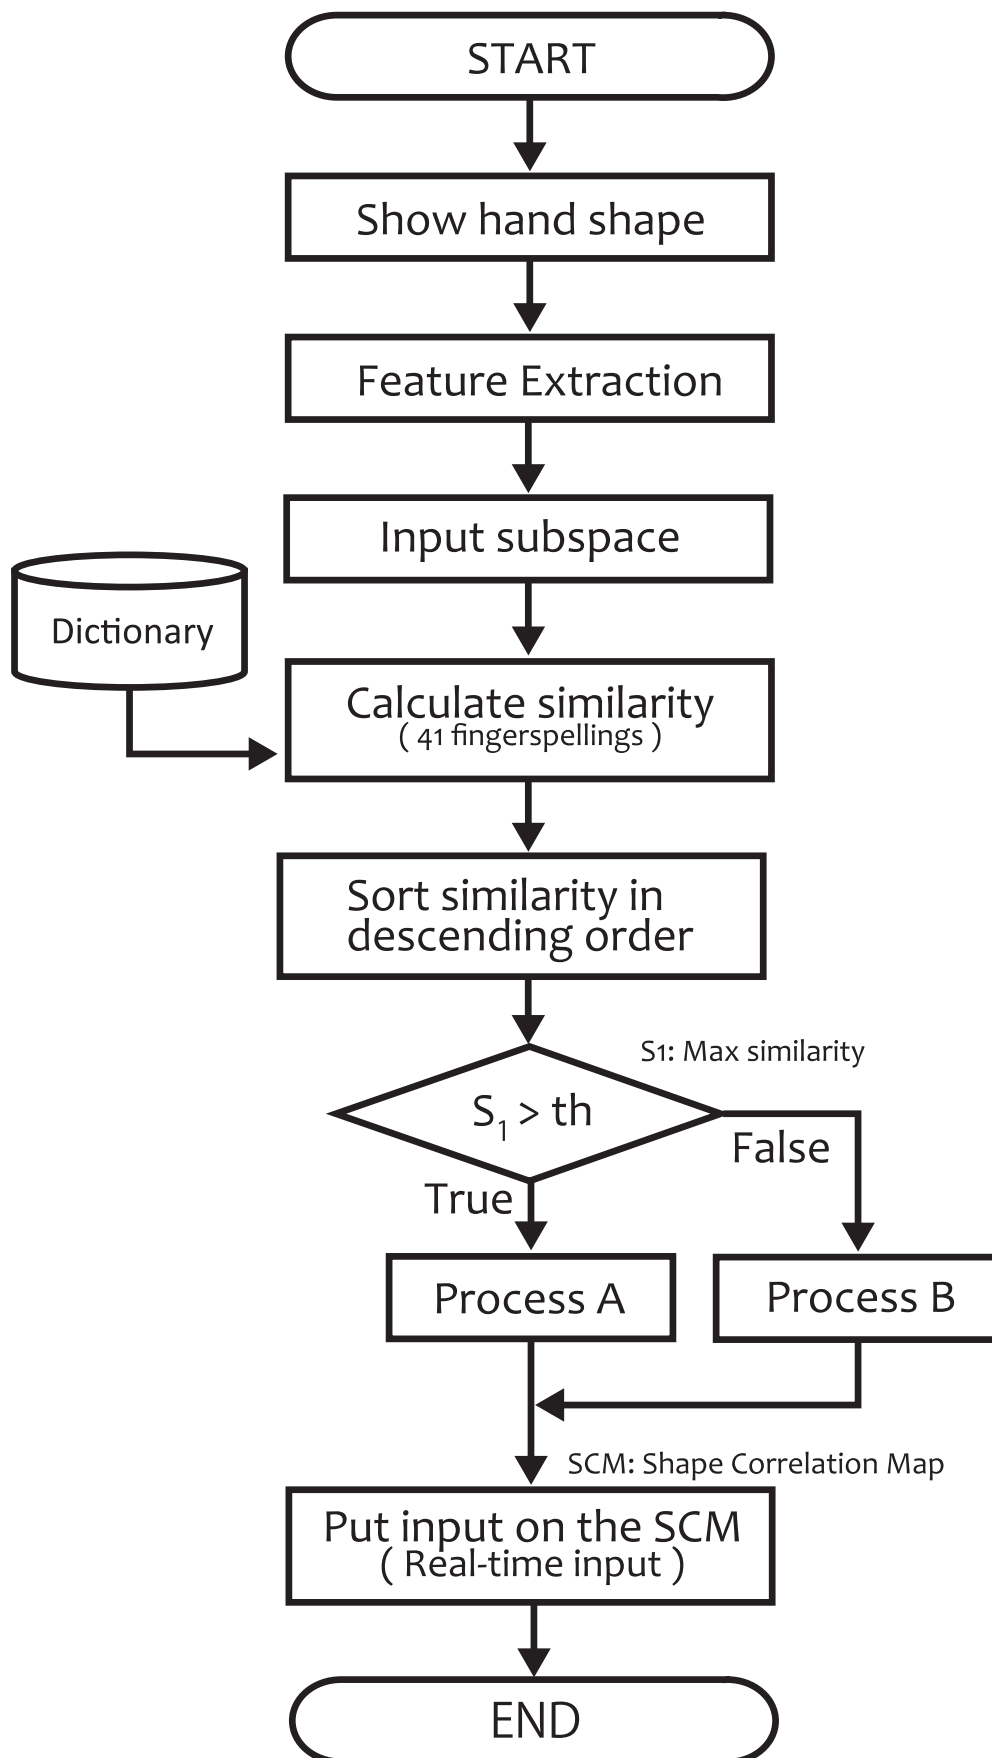 START
Show hand shape
Feature Extraction
Input subspace
Dictionary
Calculate similarity
( 41 fingerspellings )
Sort similarity in
descending order
S1: Max similarity
S1 > th
False
True
Process A
Process B
SCM: Shape Correlation Map
Put input on the SCM
( Real-time input )
END